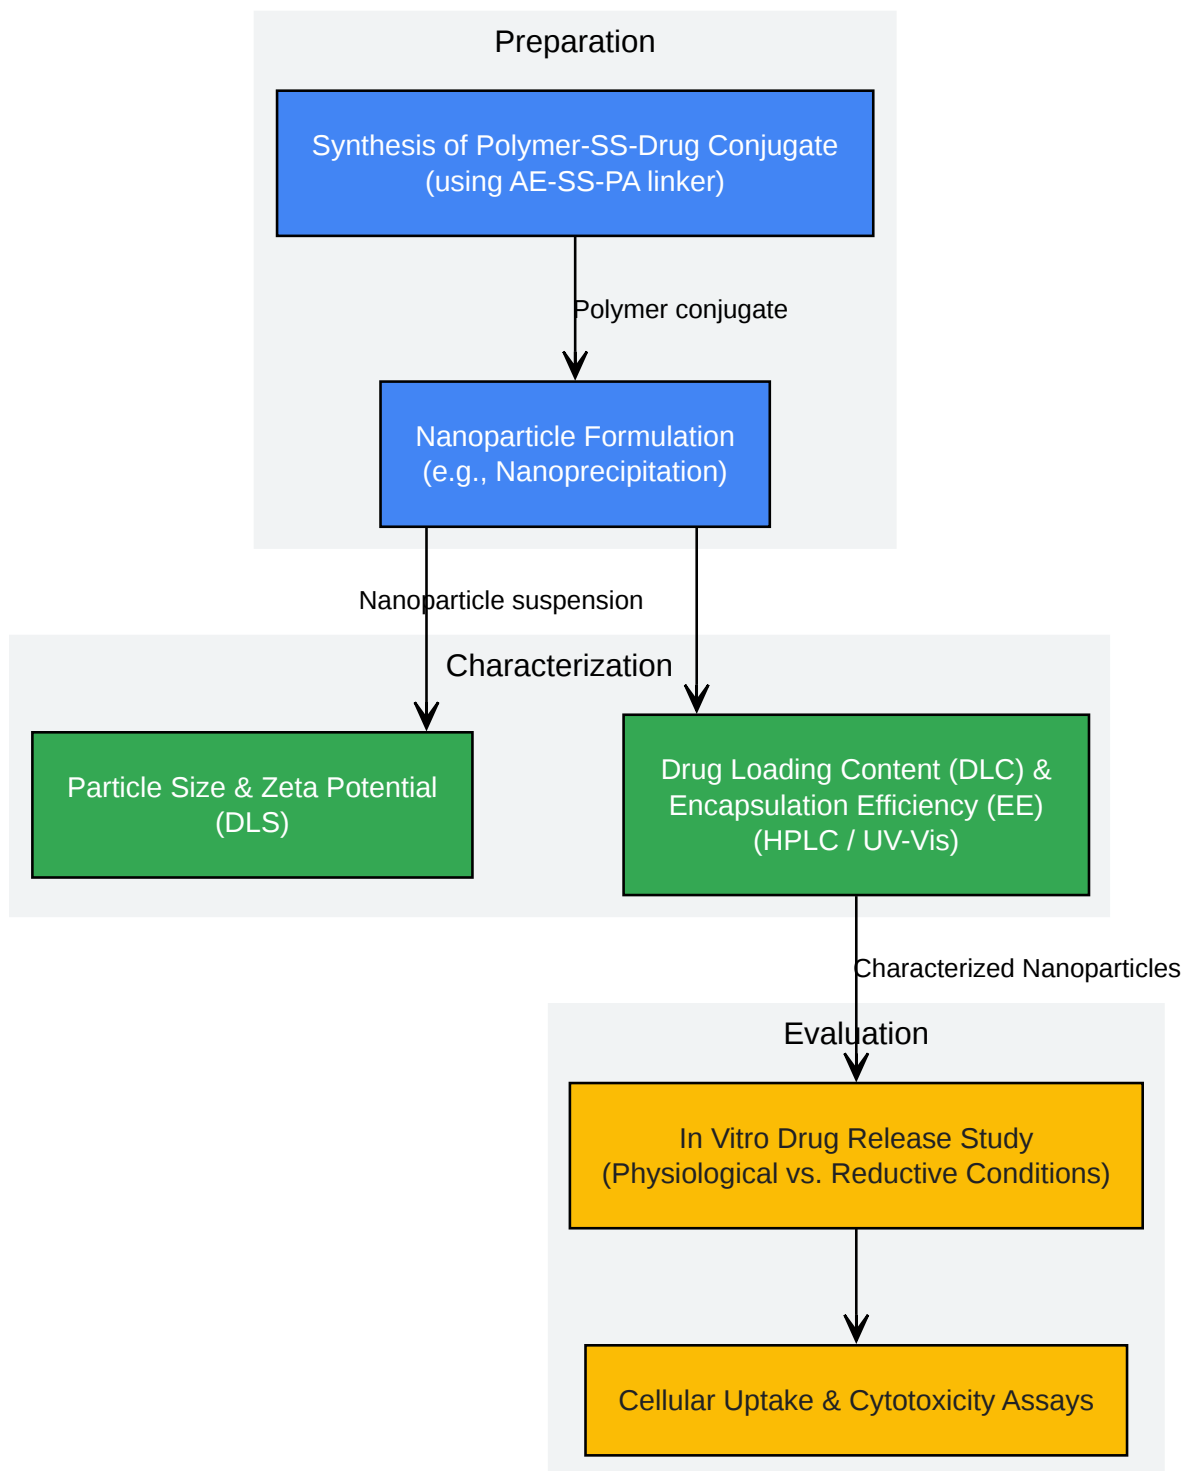 Preparation
Synthesis of Polymer-SS-Drug Conjugate
(using AE-SS-PA linker)
Polymer conjugate
Nanoparticle Formulation
(e.g., Nanoprecipitation)
Nanoparticle suspension
Characterization
Particle Size & Zeta Potential
(DLS)
Drug Loading Content (DLC) &
Encapsulation Efficiency (EE)
(HPLC / UV-Vis)
Characterized Nanoparticles
Evaluation
In Vitro Drug Release Study
(Physiological vs. Reductive Conditions)
Cellular Uptake & Cytotoxicity Assays